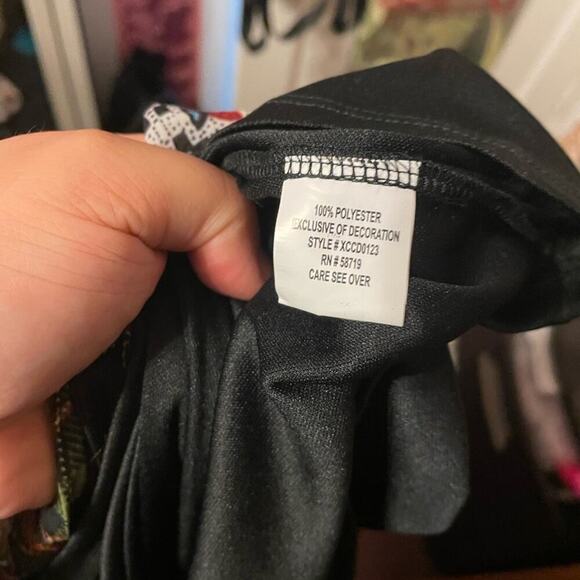 100% POLYESTER
EXCLUSIVE OF DECORATION
STYLE # XCCD0123
RN # 58719
CARE SEE OVER